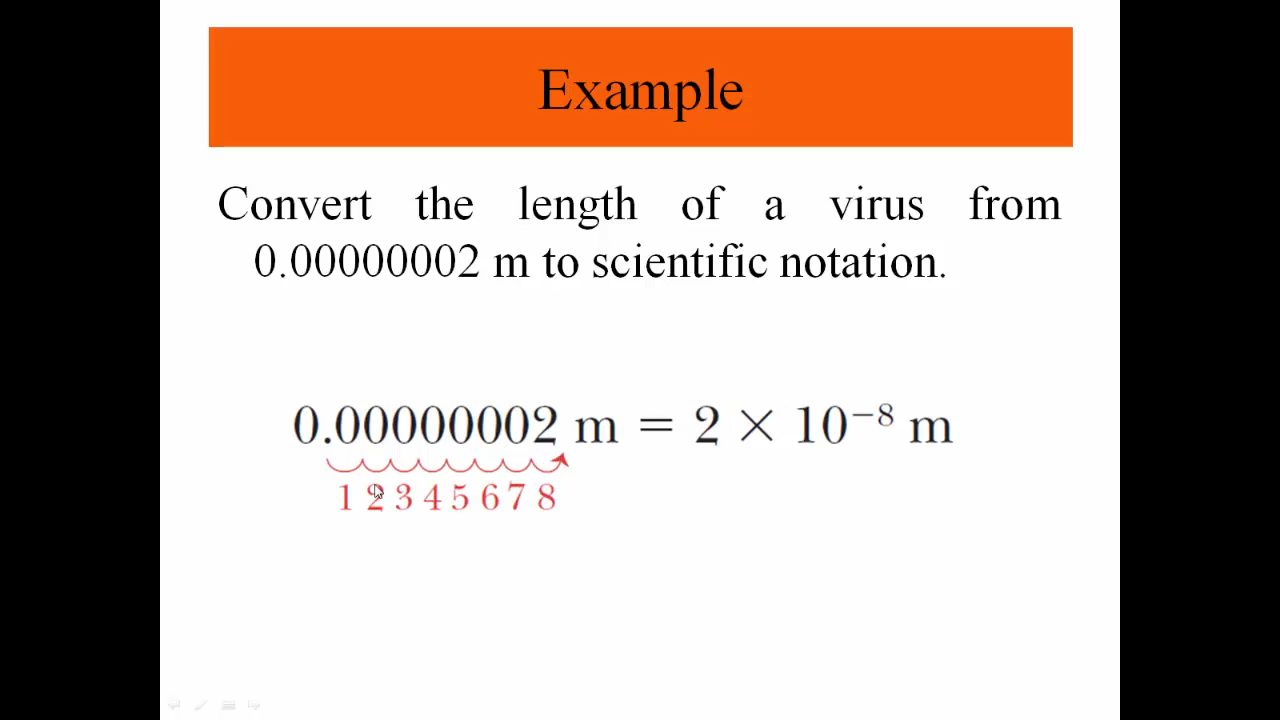 Example
Convert the length of a virus from
0.00000002 m to scientific notation.
0.00000002 m = 2 × 10⁻⁸ m
1 2 3 4 5 6 7 8